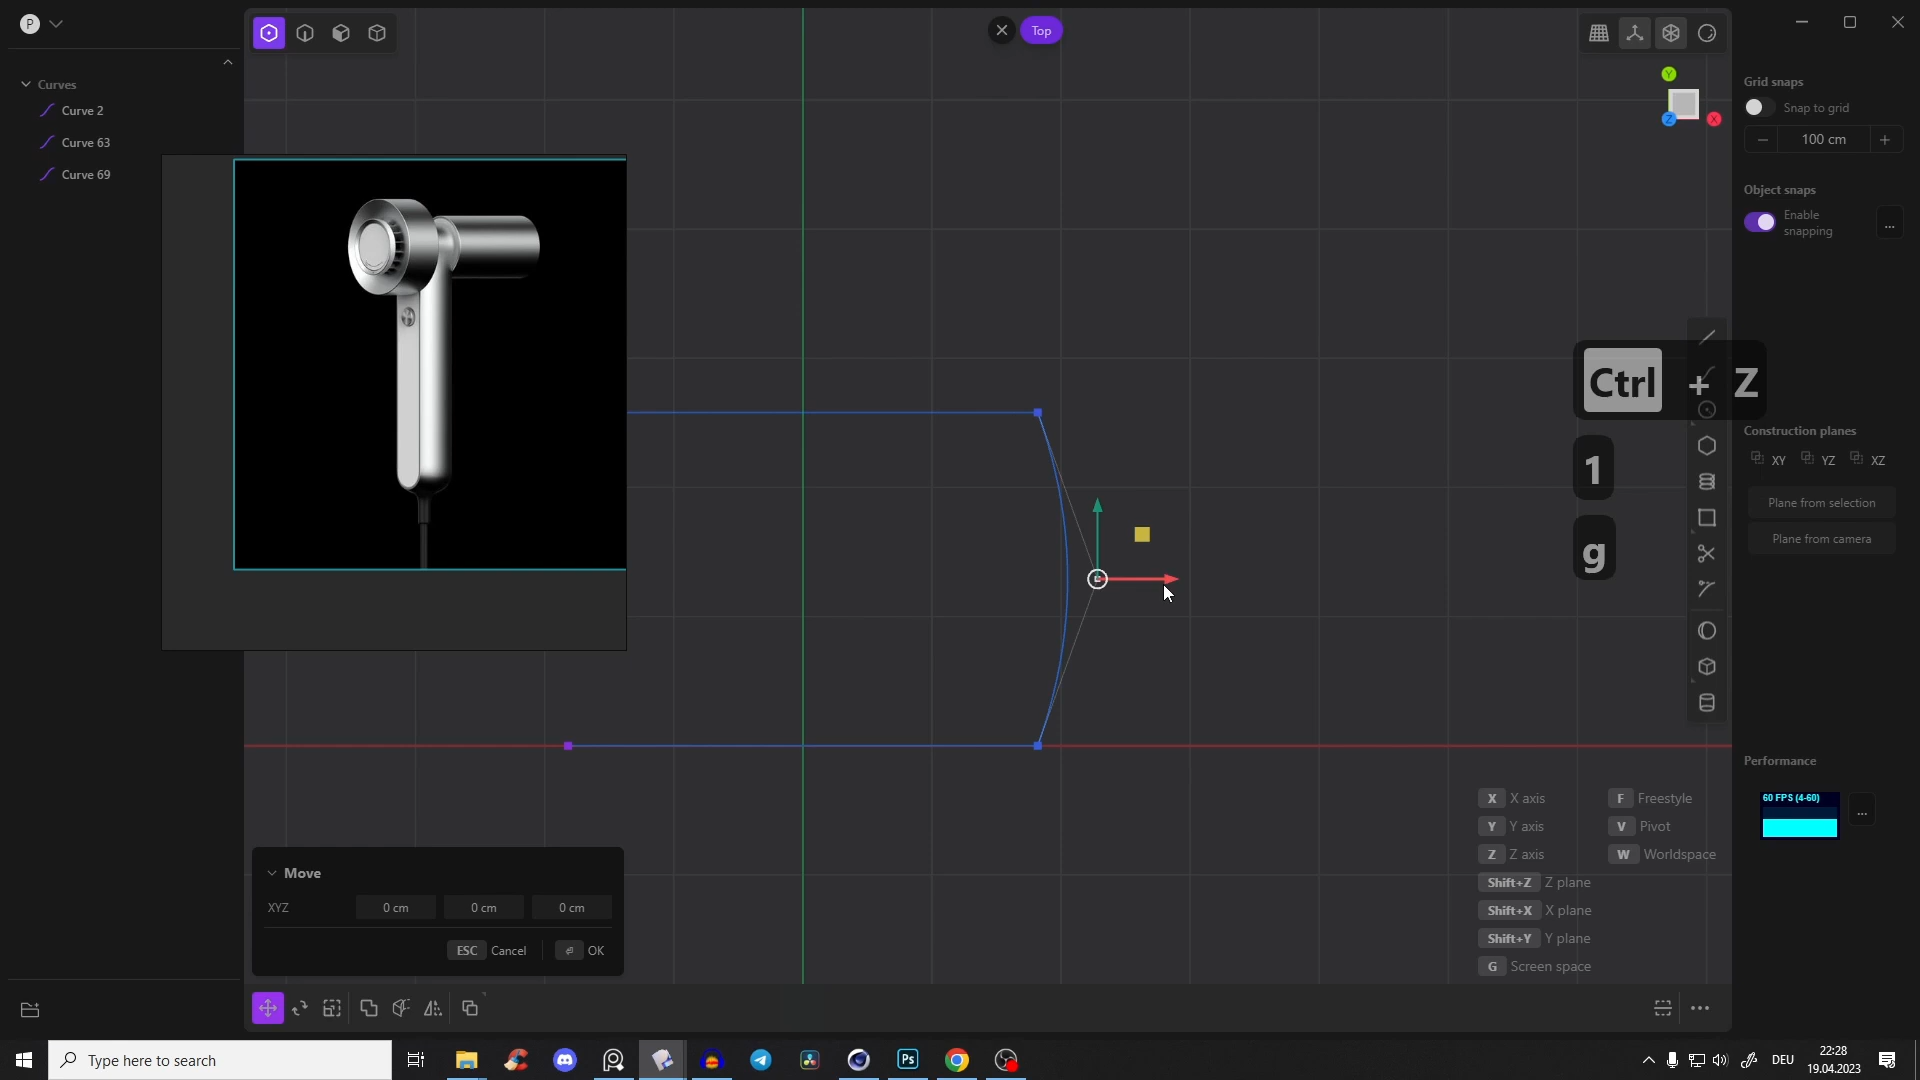 P
Top
Curves
Curve 2
Curve 63
Curve 69
Y
Z
X
Grid snaps
Snap to grid
100 cm
Object snaps
Enable
snapping
...
Ctrl + Z
1
g
Construction planes
XY
YZ
XZ
Plane from selection
Plane from camera
Performance
60 FPS (4-60)
...
X X axis
F Freestyle
Y Y axis
V Pivot
Z Z axis
W Worldspace
Shift+Z Z plane
Shift+X X plane
Shift+Y Y plane
G Screen space
Move
XYZ
0 cm
0 cm
0 cm
ESC Cancel
OK
Type here to search
Ps
DEU
22:28
19.04.2023